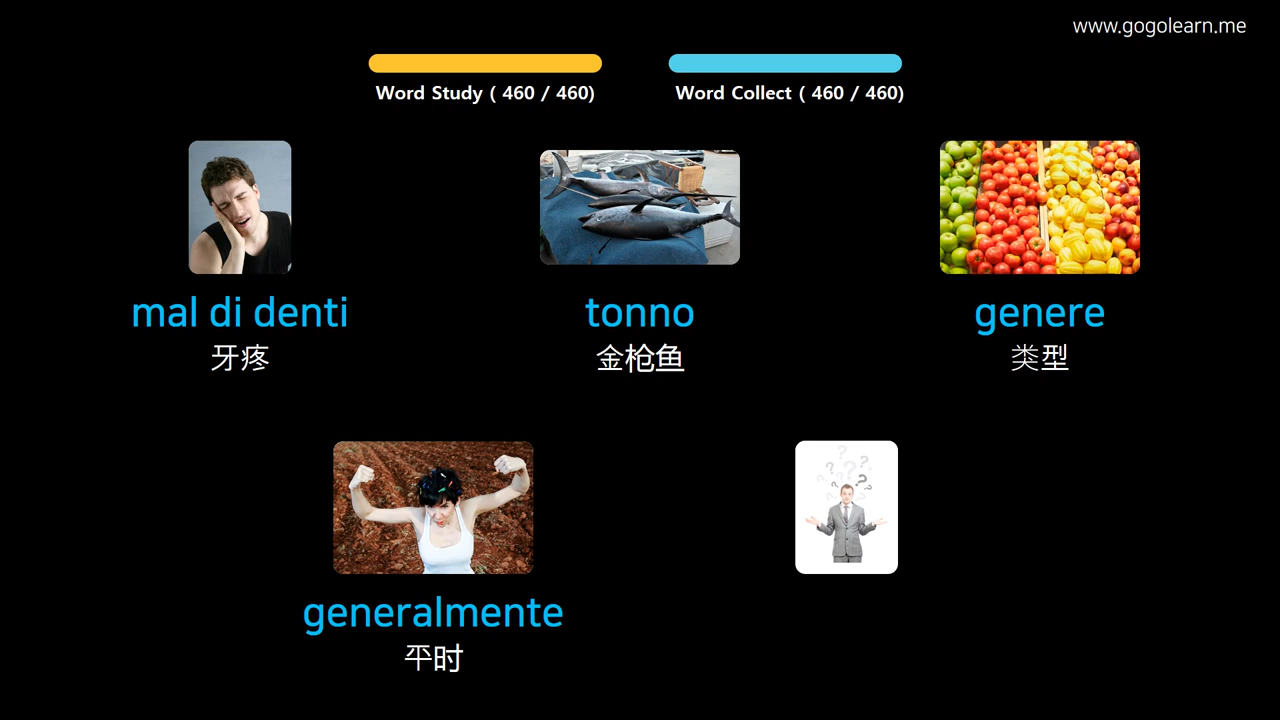 www.gogolearn.me
Word Study ( 460 / 460)
Word Collect ( 460 / 460)
mal di denti
牙疼
tonno
金枪鱼
genere
类型
generalmente
平时